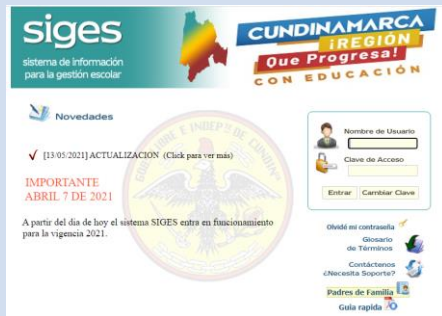 siges
sistema de información
para la gestión escolar
CUNDINAMARCA
¡REGIÓN
Que Progresa!
CON EDUCACIÓN
Novedades
[13/05/2021] ACTUALIZACION (Click para ver más)
IMPORTANTE
ABRIL 7 DE 2021
A partir del dia de hoy el sistema SIGES entra en funcionamiento
para la vigencia 2021.
Nombre de Usuario
Clave de Acceso
Entrar Cambiar Clave
Olvidé mi contraseña
Glosario
de Términos
Contáctenos
¿Necesita Soporte?
Padres de Familia
Guia rapida